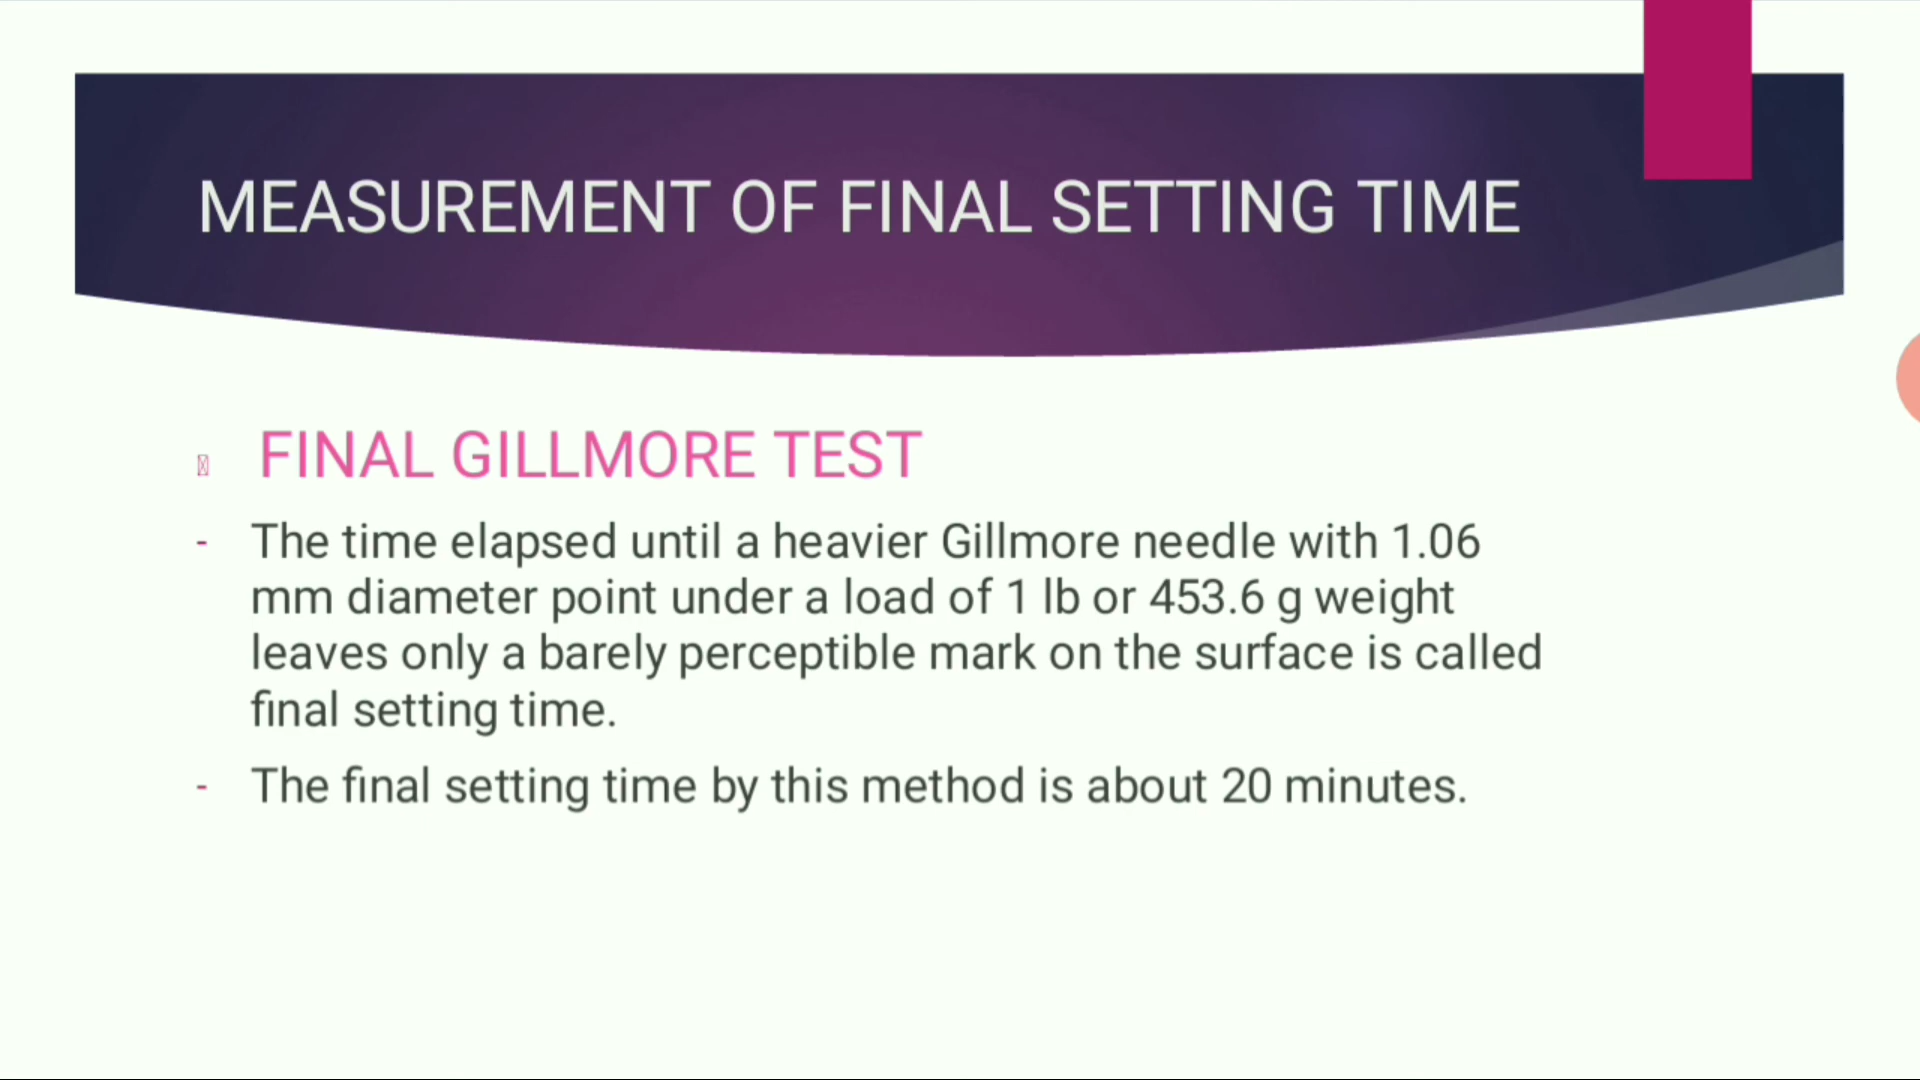 MEASUREMENT OF FINAL SETTING TIME
FINAL GILLMORE TEST
- The time elapsed until a heavier Gillmore needle with 1.06
mm diameter point under a load of 1 lb or 453.6 g weight
leaves only a barely perceptible mark on the surface is called
final setting time.
- The final setting time by this method is about 20 minutes.